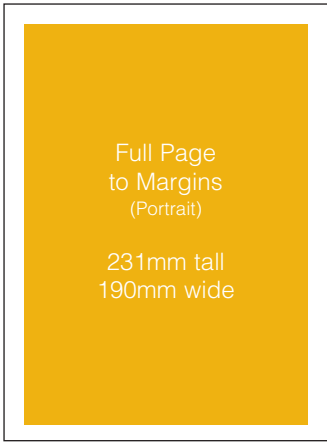 Full Page
to Margins
(Portrait)
231mm tall
190mm wide